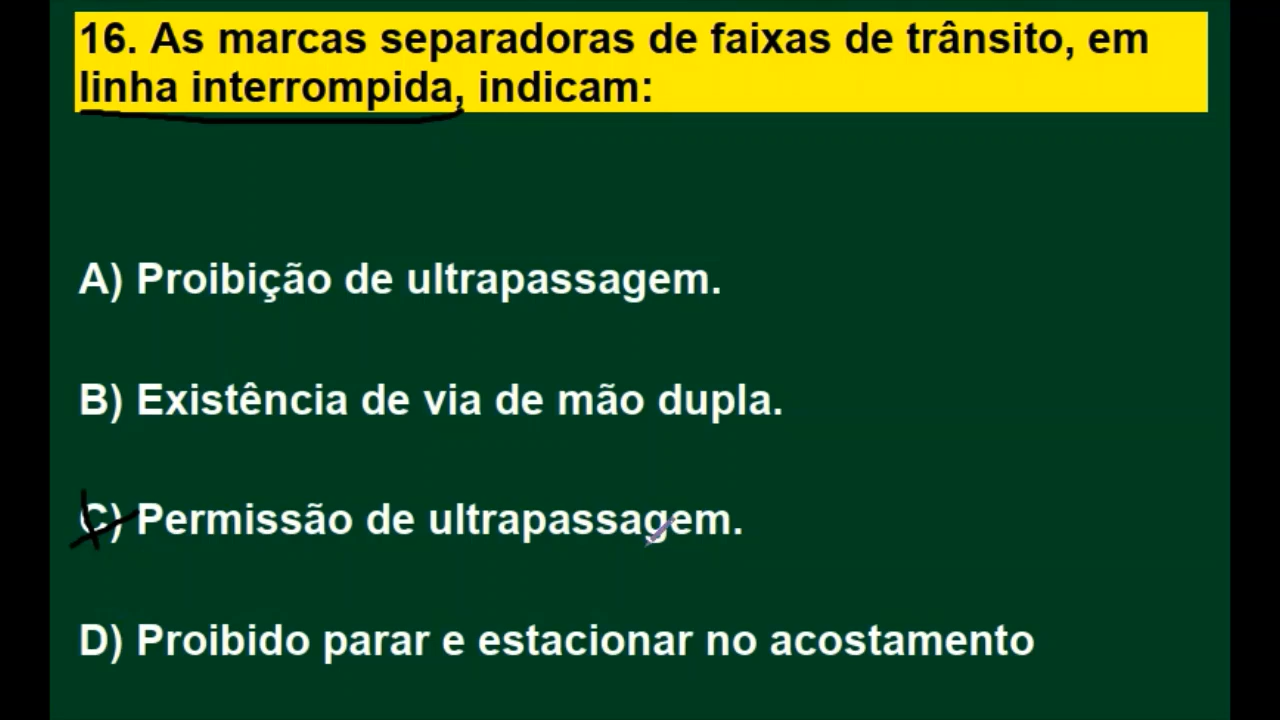 16. As marcas separadoras de faixas de trânsito, em
linha interrompida, indicam:
A) Proibição de ultrapassagem.
B) Existência de via de mão dupla.
C) Permissão de ultrapassagem.
D) Proibido parar e estacionar no acostamento